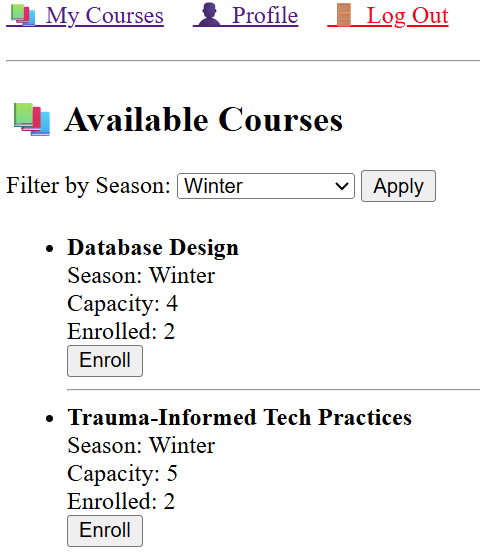 My Courses Profile Log Out
Available Courses
Filter by Season: Winter Apply
Database Design
Season: Winter
Capacity: 4
Enrolled: 2
Enroll
Trauma-Informed Tech Practices
Season: Winter
Capacity: 5
Enrolled: 2
Enroll